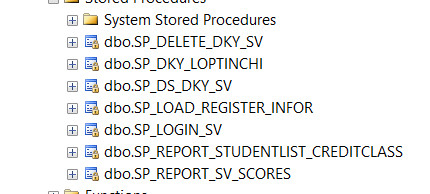 Stored Procedures
System Stored Procedures
dbo.SP_DELETE_DKY_SV
dbo.SP_DKY_LOPTINCHI
dbo.SP_DS_DKY_SV
dbo.SP_LOAD_REGISTER_INFOR
dbo.SP_LOGIN_SV
dbo.SP_REPORT_STUDENTLIST_CREDITCLASS
dbo.SP_REPORT_SV_SCORES
Functions